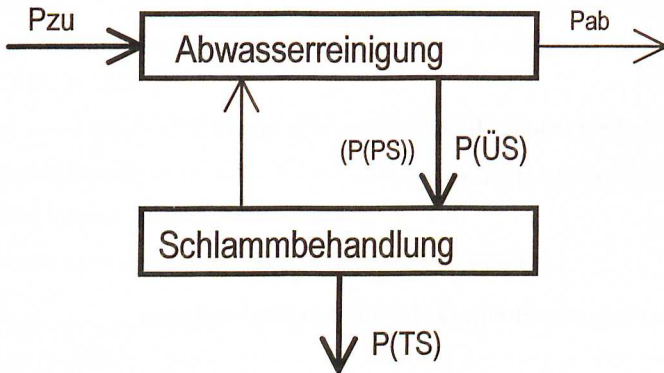 Pzu
Abwasserreinigung
Pab
(P(PS))
P(ÜS)
Schlammbehandlung
P(TS)